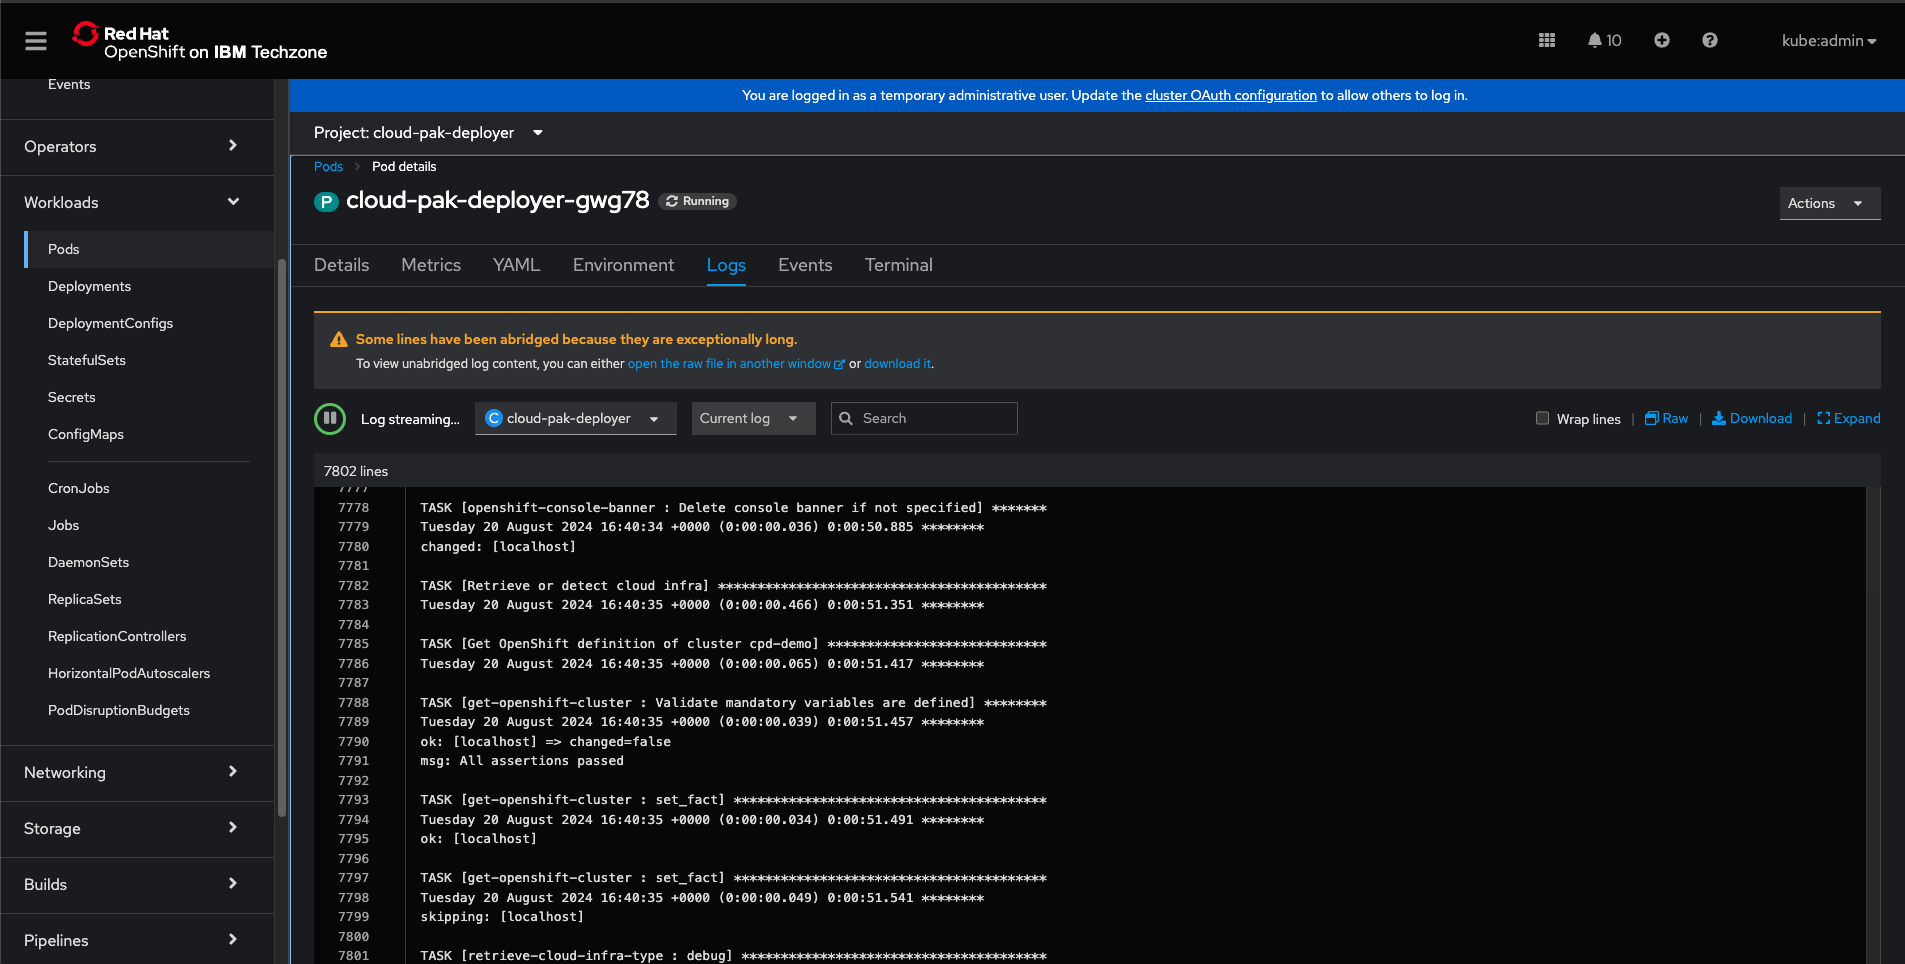 Red Hat
OpenShift on IBM Techzone
10
kube:admin
Events
Operators
Workloads
Pods
Deployments
DeploymentConfigs
StatefulSets
Secrets
ConfigMaps
CronJobs
Jobs
DaemonSets
ReplicaSets
ReplicationControllers
HorizontalPodAutoscalers
PodDisruptionBudgets
Networking
Storage
Builds
Pipelines
You are logged in as a temporary administrative user. Update the cluster OAuth configuration to allow others to log in.
Project: cloud-pak-deployer
Pods Pod details
P cloud-pak-deployer-gwg78 Running
Actions
Details Metrics YAML Environment Logs Events Terminal
Some lines have been abridged because they are exceptionally long.
To view unabridged log content, you can either open the raw file in another window or download it.
Log streaming... C cloud-pak-deployer Current log Search Wrap lines | Raw | Download | Expand
7802 lines
7777
7778 TASK [openshift-console-banner : Delete console banner if not specified] *******
7779 Tuesday 20 August 2024 16:40:34 +0000 (0:00:00.036) 0:00:50.885 ********
7780 changed: [localhost]
7781
7782 TASK [Retrieve or detect cloud infra] ******************************************
7783 Tuesday 20 August 2024 16:40:35 +0000 (0:00:00.466) 0:00:51.351 ********
7784
7785 TASK [Get OpenShift definition of cluster cpd-demo] ****************************
7786 Tuesday 20 August 2024 16:40:35 +0000 (0:00:00.065) 0:00:51.417 ********
7787
7788 TASK [get-openshift-cluster : Validate mandatory variables are defined] ********
7789 Tuesday 20 August 2024 16:40:35 +0000 (0:00:00.039) 0:00:51.457 ********
7790 ok: [localhost] => changed=false
7791 msg: All assertions passed
7792
7793 TASK [get-openshift-cluster : set_fact] ****************************************
7794 Tuesday 20 August 2024 16:40:35 +0000 (0:00:00.034) 0:00:51.491 ********
7795 ok: [localhost]
7796
7797 TASK [get-openshift-cluster : set_fact] ****************************************
7798 Tuesday 20 August 2024 16:40:35 +0000 (0:00:00.049) 0:00:51.541 ********
7799 skipping: [localhost]
7800
7801 TASK [retrieve-cloud-infra-type : debug] ***************************************